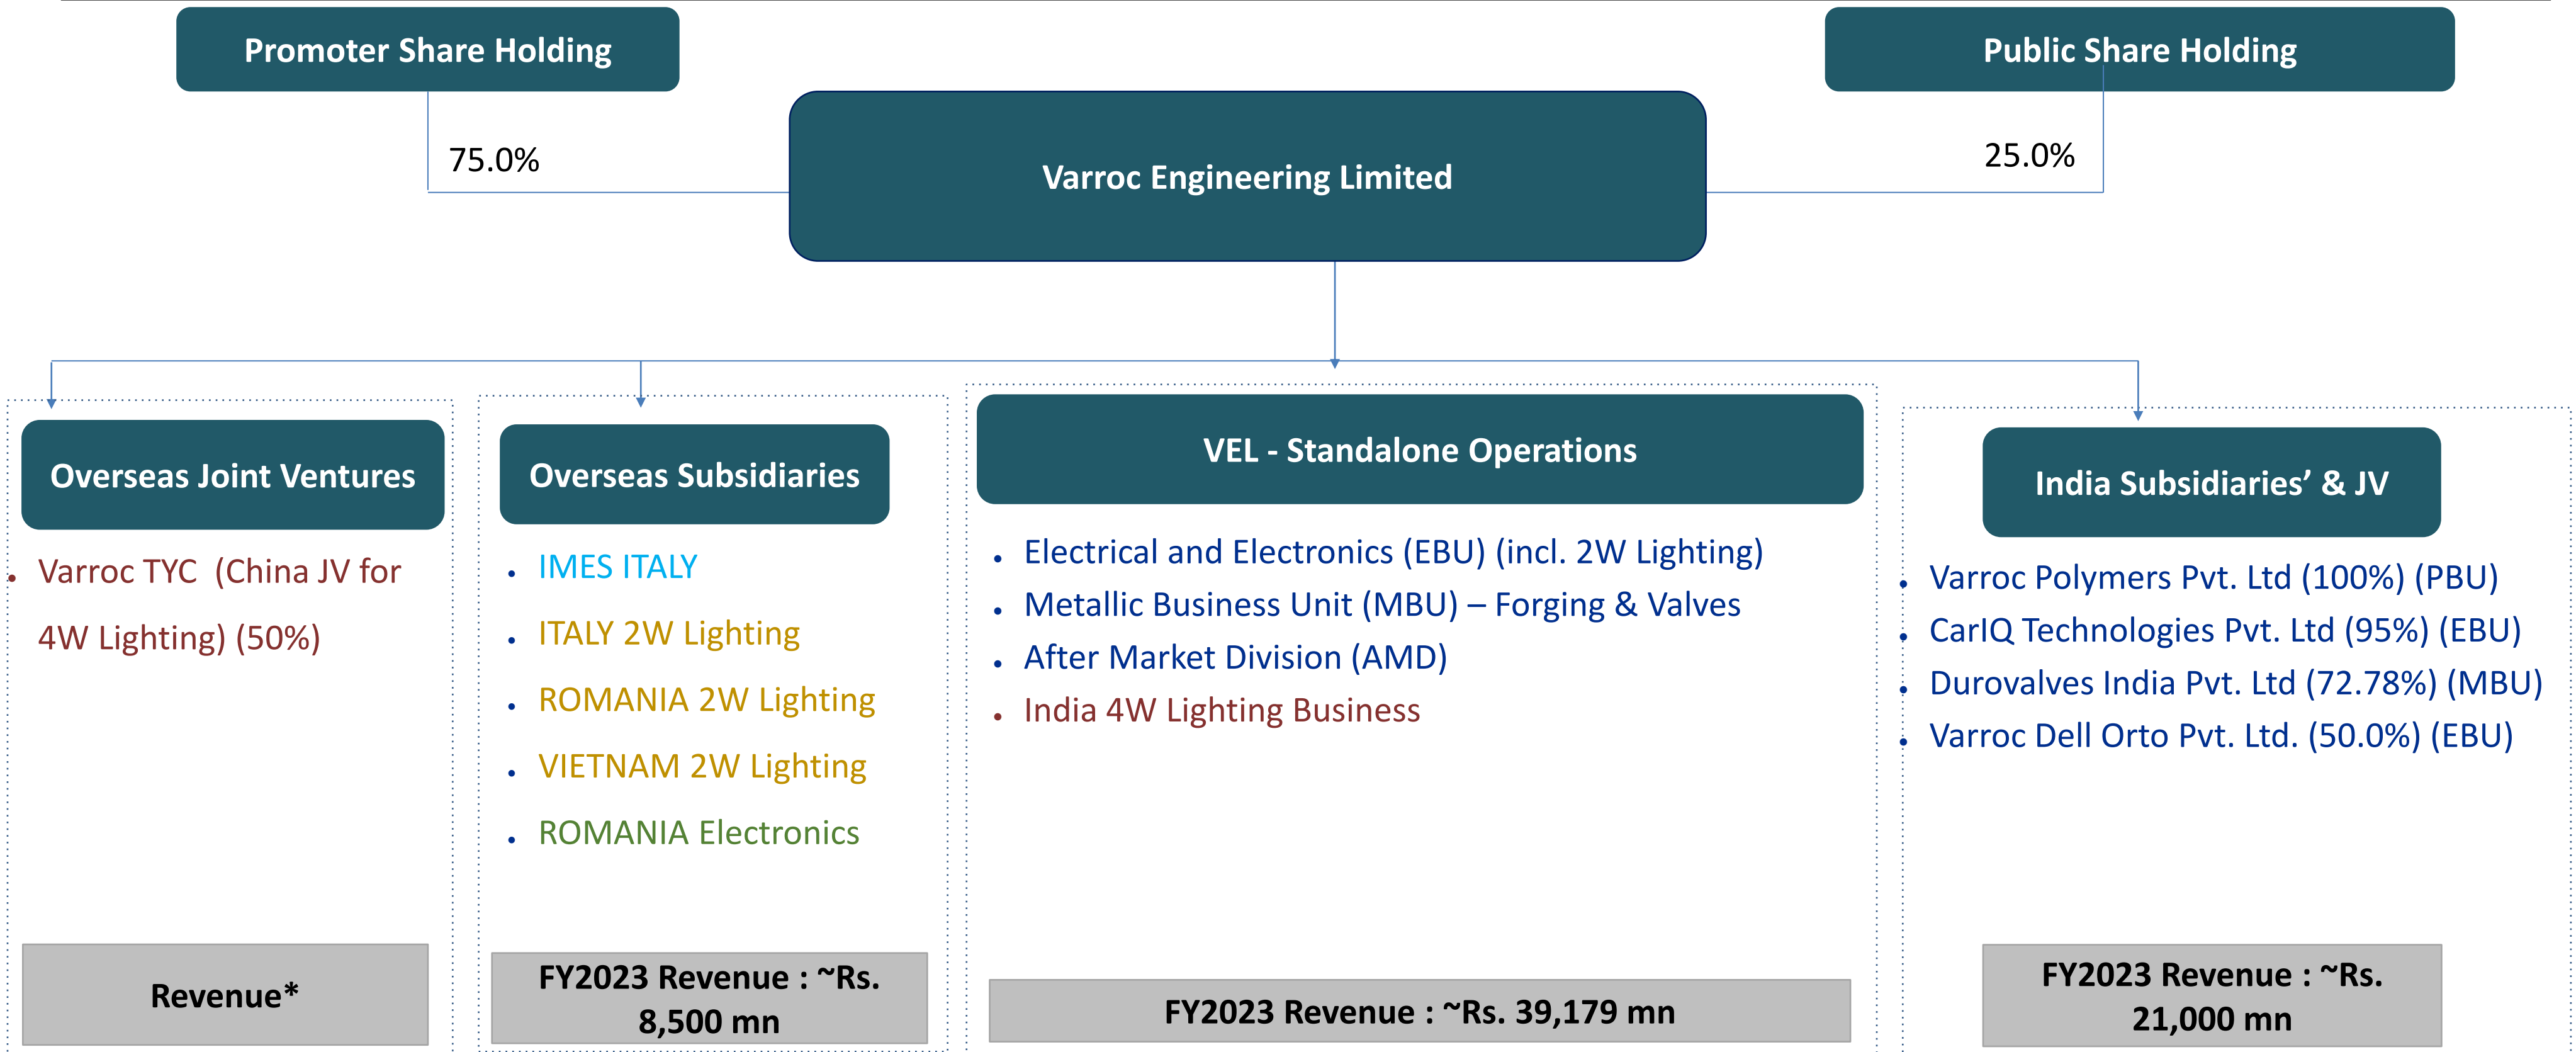 Promoter Share Holding
Public Share Holding
75.0%
Varroc Engineering Limited
25.0%
Overseas Joint Ventures
• Varroc TYC (China JV for
4W Lighting) (50%)
Revenue*
Overseas Subsidiaries
• IMES ITALY
• ITALY 2W Lighting
• ROMANIA 2W Lighting
• VIETNAM 2W Lighting
• ROMANIA Electronics
FY2023 Revenue : ~Rs.
8,500 mn
VEL - Standalone Operations
• Electrical and Electronics (EBU) (incl. 2W Lighting)
• Metallic Business Unit (MBU) – Forging & Valves
• After Market Division (AMD)
• India 4W Lighting Business
FY2023 Revenue : ~Rs. 39,179 mn
India Subsidiaries’ & JV
• Varroc Polymers Pvt. Ltd (100%) (PBU)
• CarIQ Technologies Pvt. Ltd (95%) (EBU)
• Durovalves India Pvt. Ltd (72.78%) (MBU)
• Varroc Dell Orto Pvt. Ltd. (50.0%) (EBU)
FY2023 Revenue : ~Rs.
21,000 mn